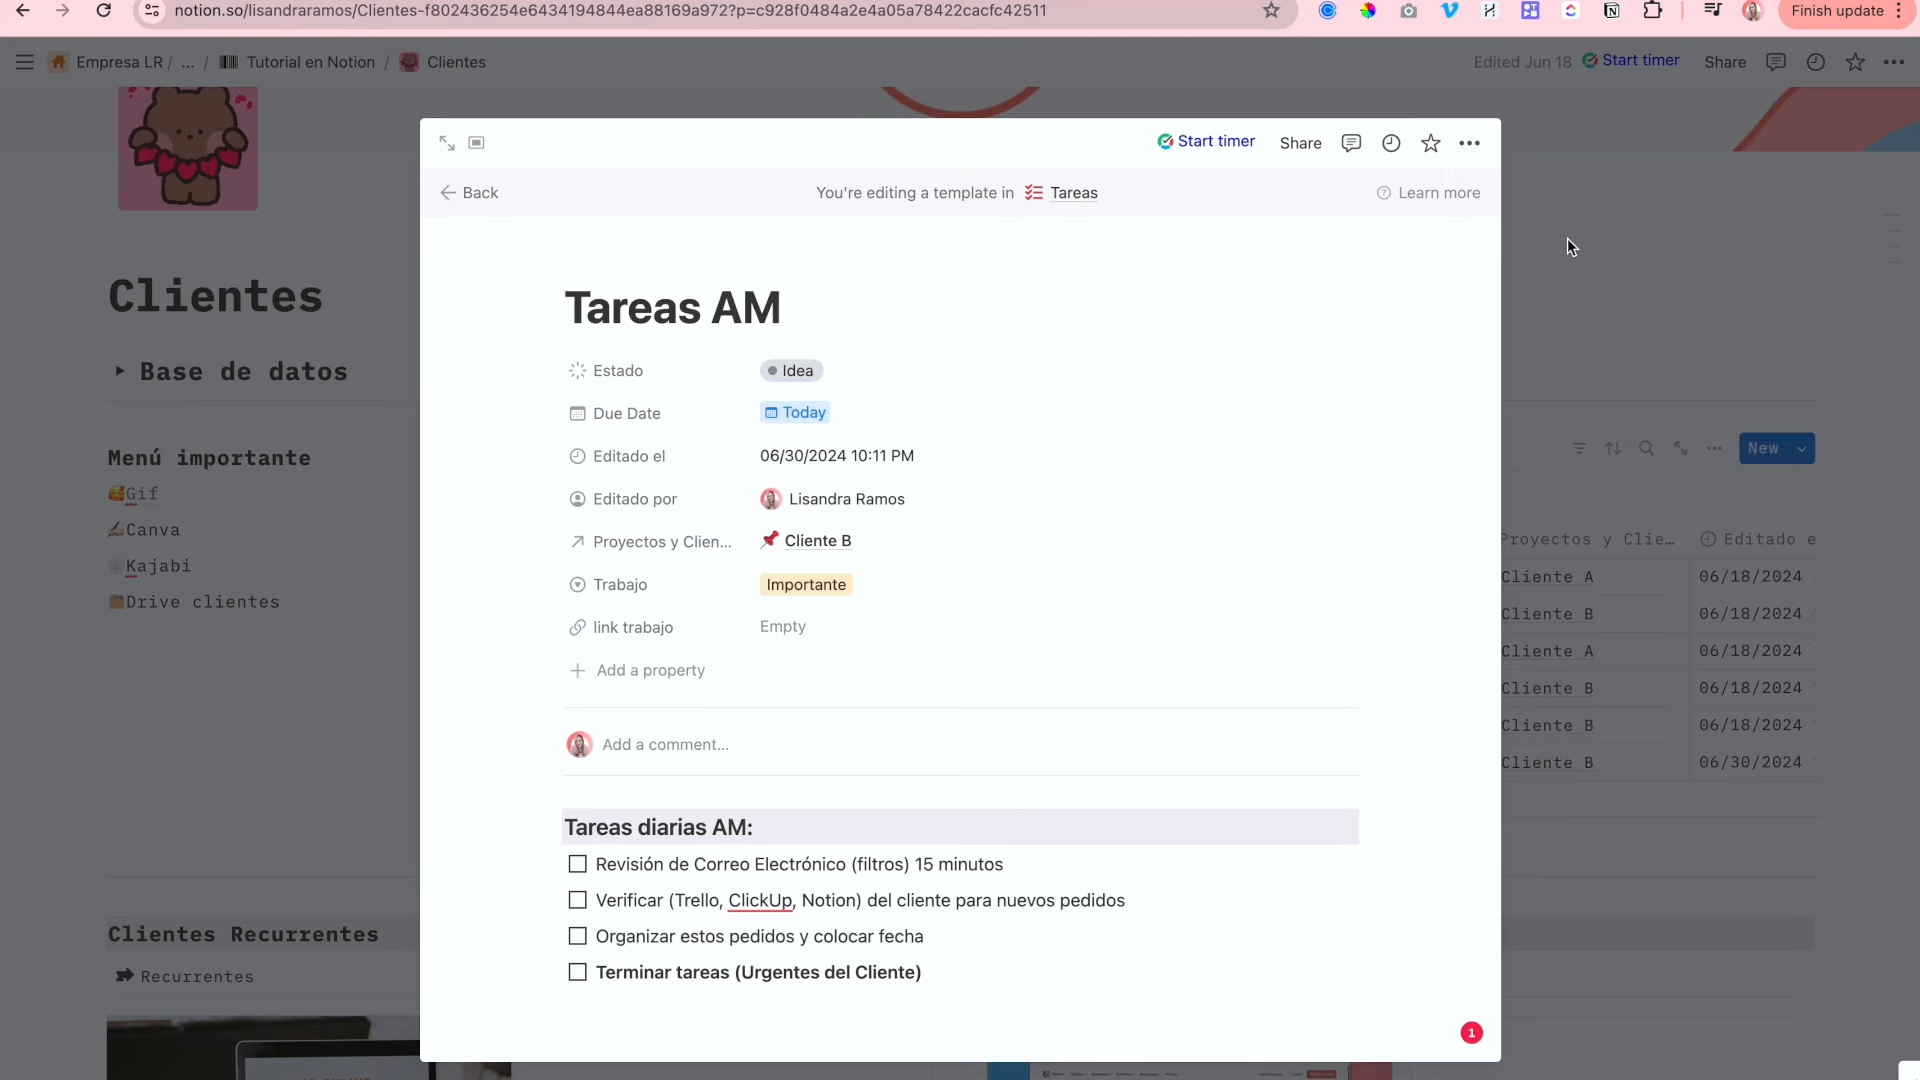 notion.so/lisandraramos/Clientes-f802436254e6434194844ea88169a972?p=c928f0484a2e4a05a78422cacfc42511
Finish update
Empresa LR / ... / Tutorial en Notion / Clientes
Edited Jun 18 Start timer Share
Start timer Share
Back You're editing a template in Tareas Learn more
Clientes
Base de datos
Menú importante
Gif
Canva
Kajabi
Drive clientes
Clientes Recurrentes
Recurrentes
Tareas AM
Estado Idea
Due Date Today
Editado el 06/30/2024 10:11 PM
Editado por Lisandra Ramos
Proyectos y Clien... Cliente B
Trabajo Importante
link trabajo Empty
Add a property
Add a comment...
Tareas diarias AM:
Revisión de Correo Electrónico (filtros) 15 minutos
Verificar (Trello, ClickUp, Notion) del cliente para nuevos pedidos
Organizar estos pedidos y colocar fecha
Terminar tareas (Urgentes del Cliente)
1
New
Proyectos y Clie... Editado e
Cliente A 06/18/2024
Cliente B 06/18/2024
Cliente A 06/18/2024
Cliente B 06/18/2024
Cliente B 06/18/2024
Cliente B 06/30/2024